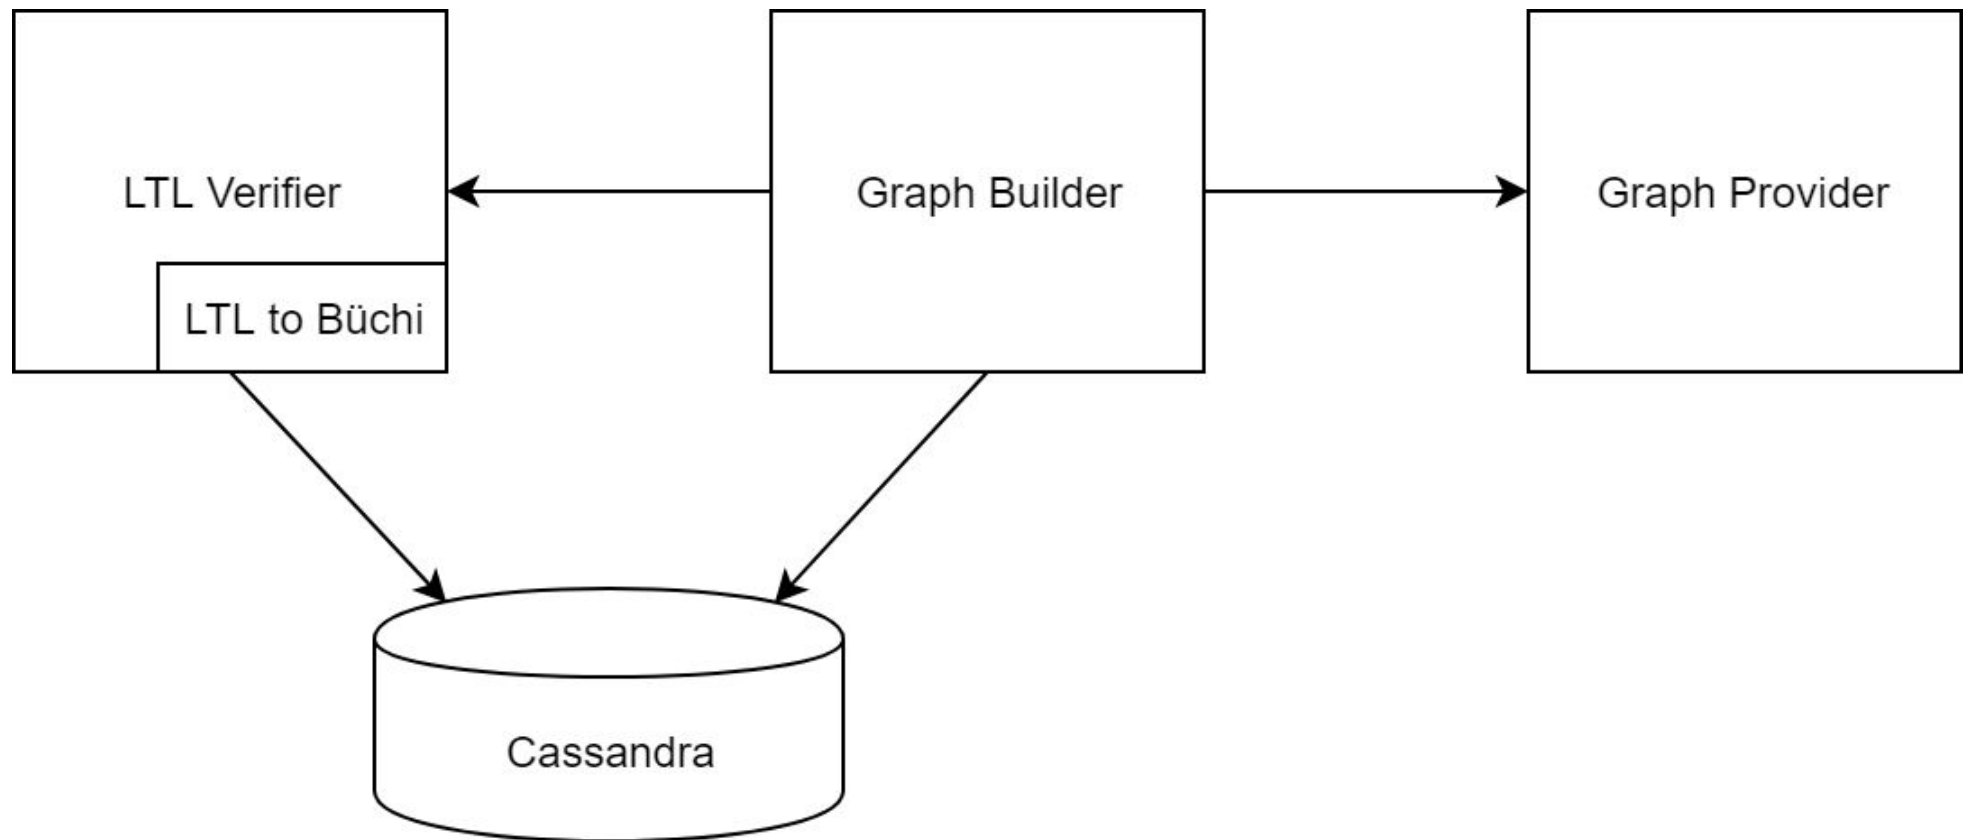 LTL Verifier
Graph Builder
Graph Provider
LTL to Büchi
Cassandra